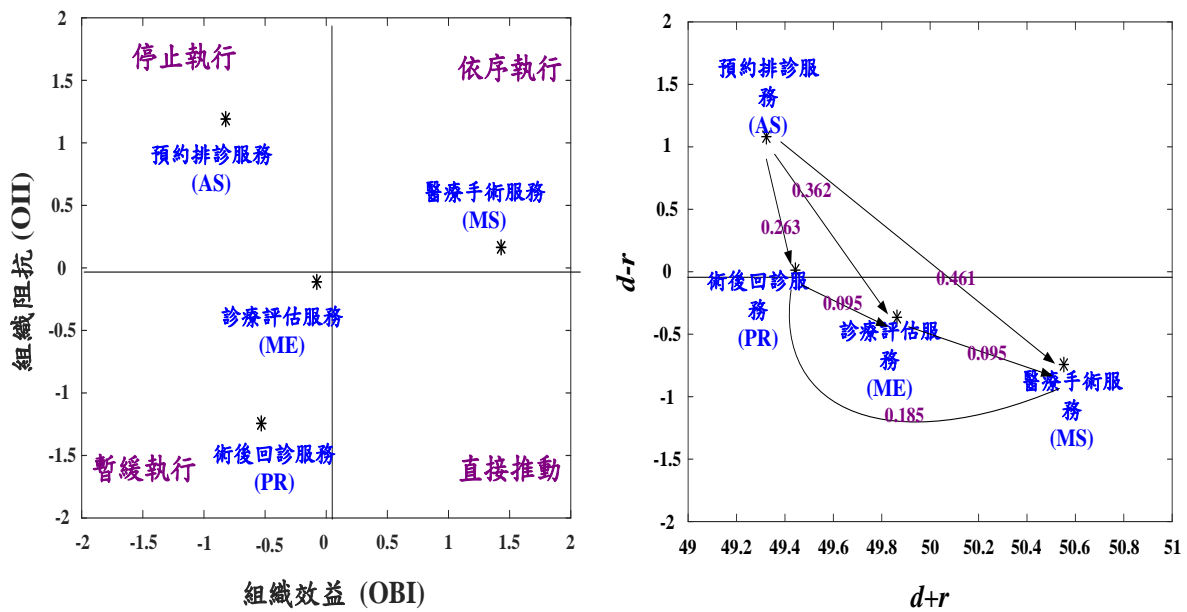 2
1.5
1
0.5
0
-0.5
-1
-1.5
-2
組織阻抗 (OII)
停止執行
依序執行
預約排診服務
(AS)
醫療手術服務
(MS)
診療評估服務
(ME)
術後回診服務
(PR)
暫緩執行
直接推動
-2
-1
-0.5
0
0.5
1
1.5
2
組織效益 (OBI)
2
1.5
1
0.5
0
-0.5
-1
-1.5
-2
d-r
預約排診服
務
(AS)
0.362
0.263
0.461
術後回診服
務
(PR)
0.095
診療評估服
務
(ME)
0.095
醫療手術服
務
(MS)
0.185
49
49.2
49.4
49.6
49.8
50
50.2
50.4
50.6
51
d+r